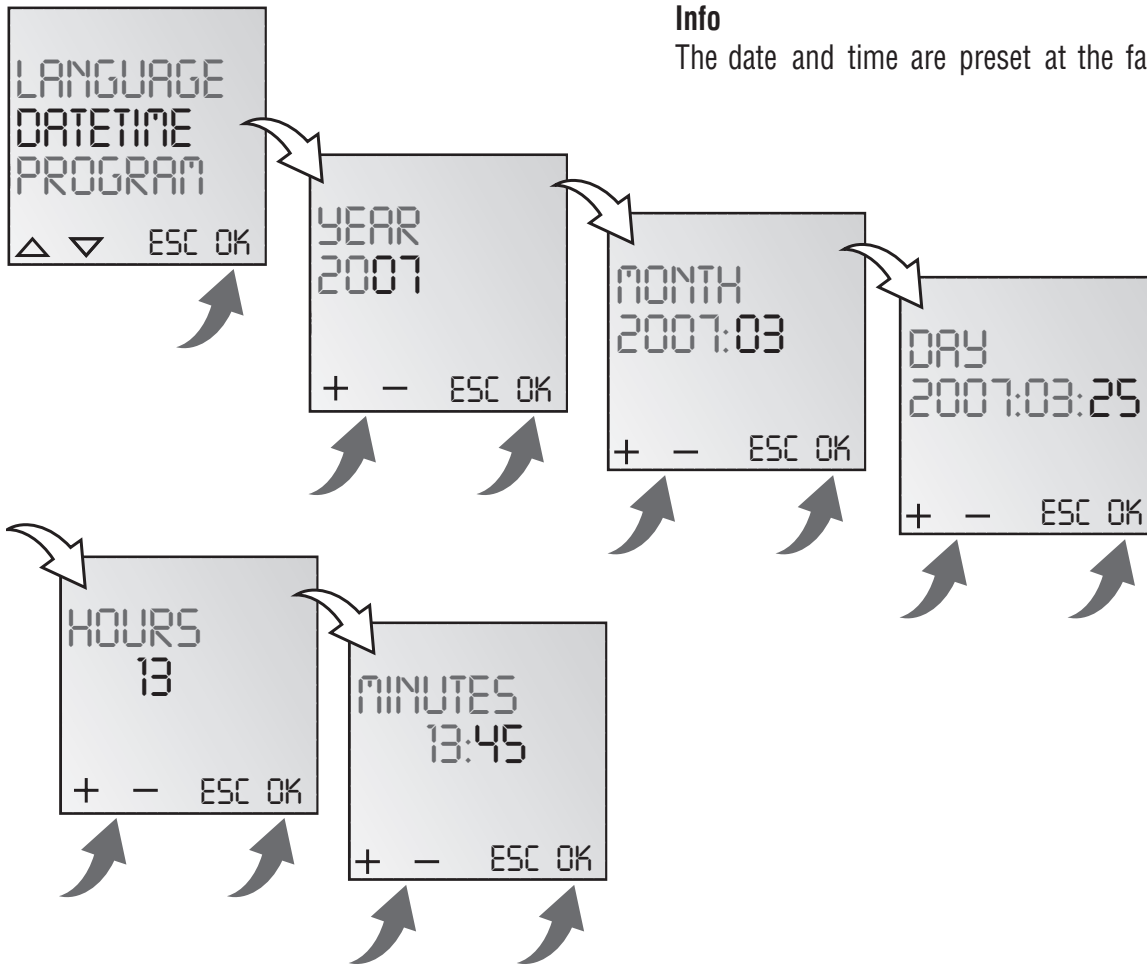 Info
The date and time are preset at the
LANGUAGE
DATETIME
PROGRAM
△ ▽ ESC OK
YEAR
2007
+ − ESC OK
MONTH
2007:03
+ − ESC OK
DAY
2007:03:25
+ − ESC OK
HOURS
13
+ − ESC OK
MINUTES
13:45
+ − ESC OK